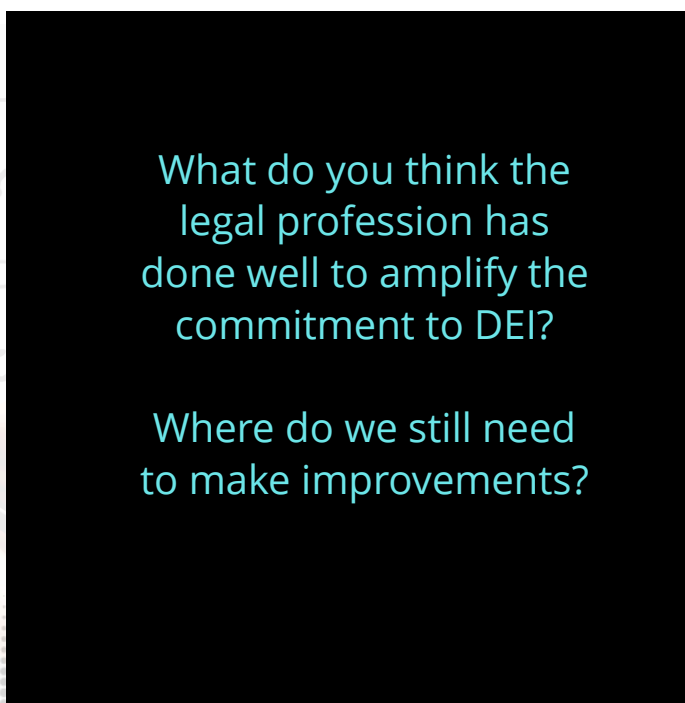 What do you think the
legal profession has
done well to amplify the
commitment to DEI?
Where do we still need
to make improvements?